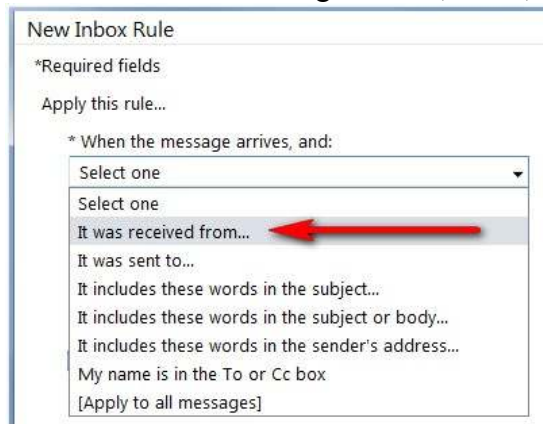 New Inbox Rule
*Required fields
Apply this rule...
* When the message arrives, and:
Select one
Select one
It was received from...
It was sent to...
It includes these words in the subject...
It includes these words in the subject or body...
It includes these words in the sender's address...
My name is in the To or Cc box
[Apply to all messages]